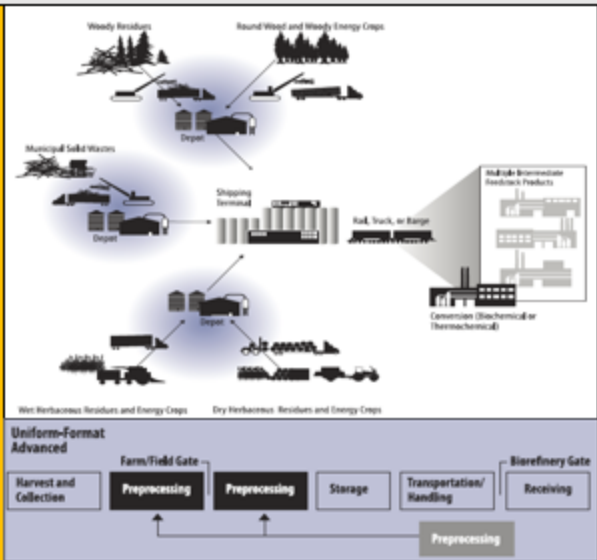 Woody Residues
Round Wood and Woody Energy Crops
Depot
Municipal Solid Wastes
Depot
Shipping
Terminal
Rail, Truck, or Barge
Multiple Intermediate
Feedstock Products
Conversion (Biochemical or
Thermochemical)
Depot
Wet Herbaceous Residues and Energy Crops
Dry Herbaceous Residues and Energy Crops
Uniform-Format
Advanced
Farm/Field Gate
Biorefinery Gate
Harvest and
Collection
Preprocessing
Preprocessing
Storage
Transportation/
Handling
Receiving
Preprocessing